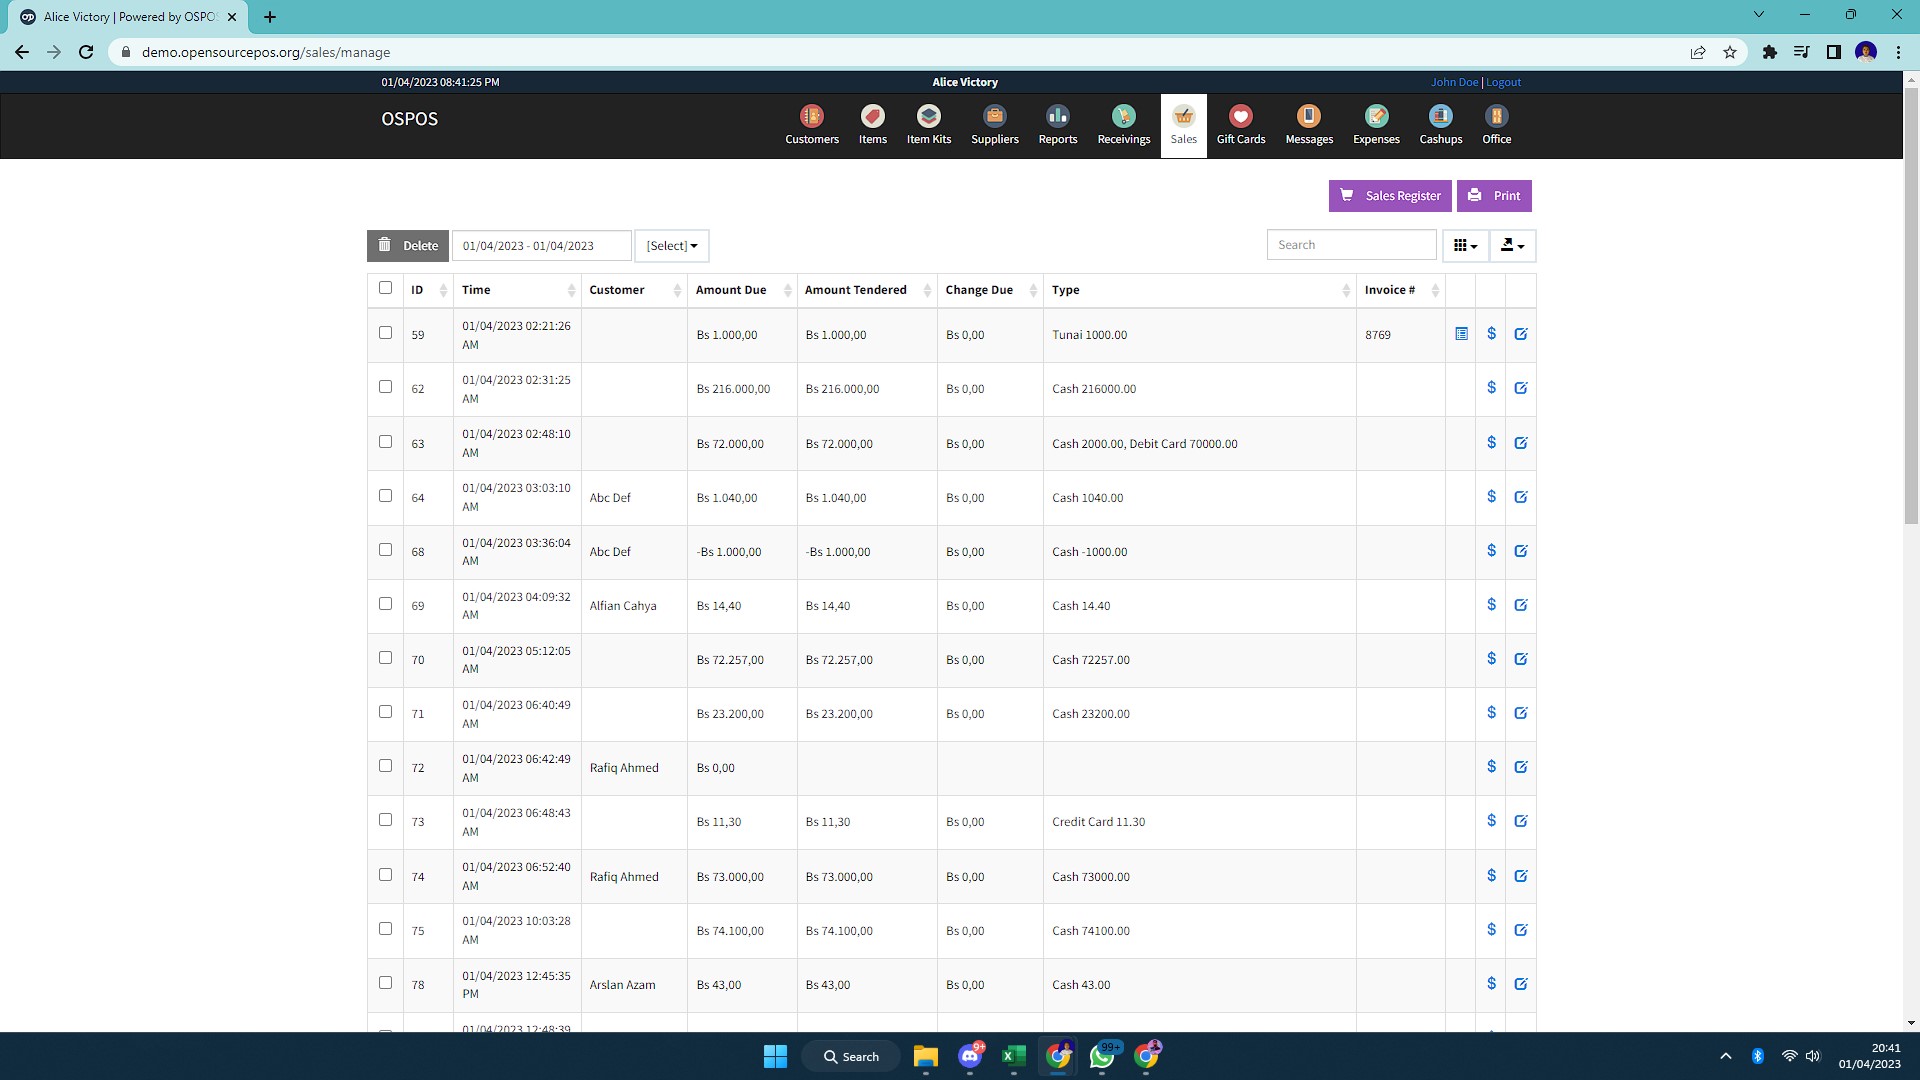 Alice Victory | Powered by OSPO
demo.opensourcepos.org/sales/manage
01/04/2023 08:41:25 PM
Alice Victory
John Doe | Logout
OSPOS
Customers
Items
Item Kits
Suppliers
Reports
Receivings
Sales
Gift Cards
Messages
Expenses
Cashups
Office
Sales Register
Print
Delete
01/04/2023 - 01/04/2023
[Select]
Search
ID Time Customer Amount Due Amount Tendered Change Due Type Invoice #
59 01/04/2023 02:21:26 AM Bs 1.000,00 Bs 1.000,00 Bs 0,00 Tunai 1000.00 8769
62 01/04/2023 02:31:25 AM Bs 216.000,00 Bs 216.000,00 Bs 0,00 Cash 216000.00
63 01/04/2023 02:48:10 AM Bs 72.000,00 Bs 72.000,00 Bs 0,00 Cash 2000.00, Debit Card 70000.00
64 01/04/2023 03:03:10 AM Abc Def Bs 1.040,00 Bs 1.040,00 Bs 0,00 Cash 1040.00
68 01/04/2023 03:36:04 AM Abc Def -Bs 1.000,00 -Bs 1.000,00 Bs 0,00 Cash -1000.00
69 01/04/2023 04:09:32 AM Alfian Cahya Bs 14,40 Bs 14,40 Bs 0,00 Cash 14.40
70 01/04/2023 05:12:05 AM Bs 72.257,00 Bs 72.257,00 Bs 0,00 Cash 72257.00
71 01/04/2023 06:40:49 AM Bs 23.200,00 Bs 23.200,00 Bs 0,00 Cash 23200.00
72 01/04/2023 06:42:49 AM Rafiq Ahmed Bs 0,00
73 01/04/2023 06:48:43 AM Bs 11,30 Bs 11,30 Bs 0,00 Credit Card 11.30
74 01/04/2023 06:52:40 AM Rafiq Ahmed Bs 73.000,00 Bs 73.000,00 Bs 0,00 Cash 73000.00
75 01/04/2023 10:03:28 AM Bs 74.100,00 Bs 74.100,00 Bs 0,00 Cash 74100.00
78 01/04/2023 12:45:35 PM Arslan Azam Bs 43,00 Bs 43,00 Bs 0,00 Cash 43.00
01/04/2023 12:48:39
Search
9+
99+
20:41
01/04/2023